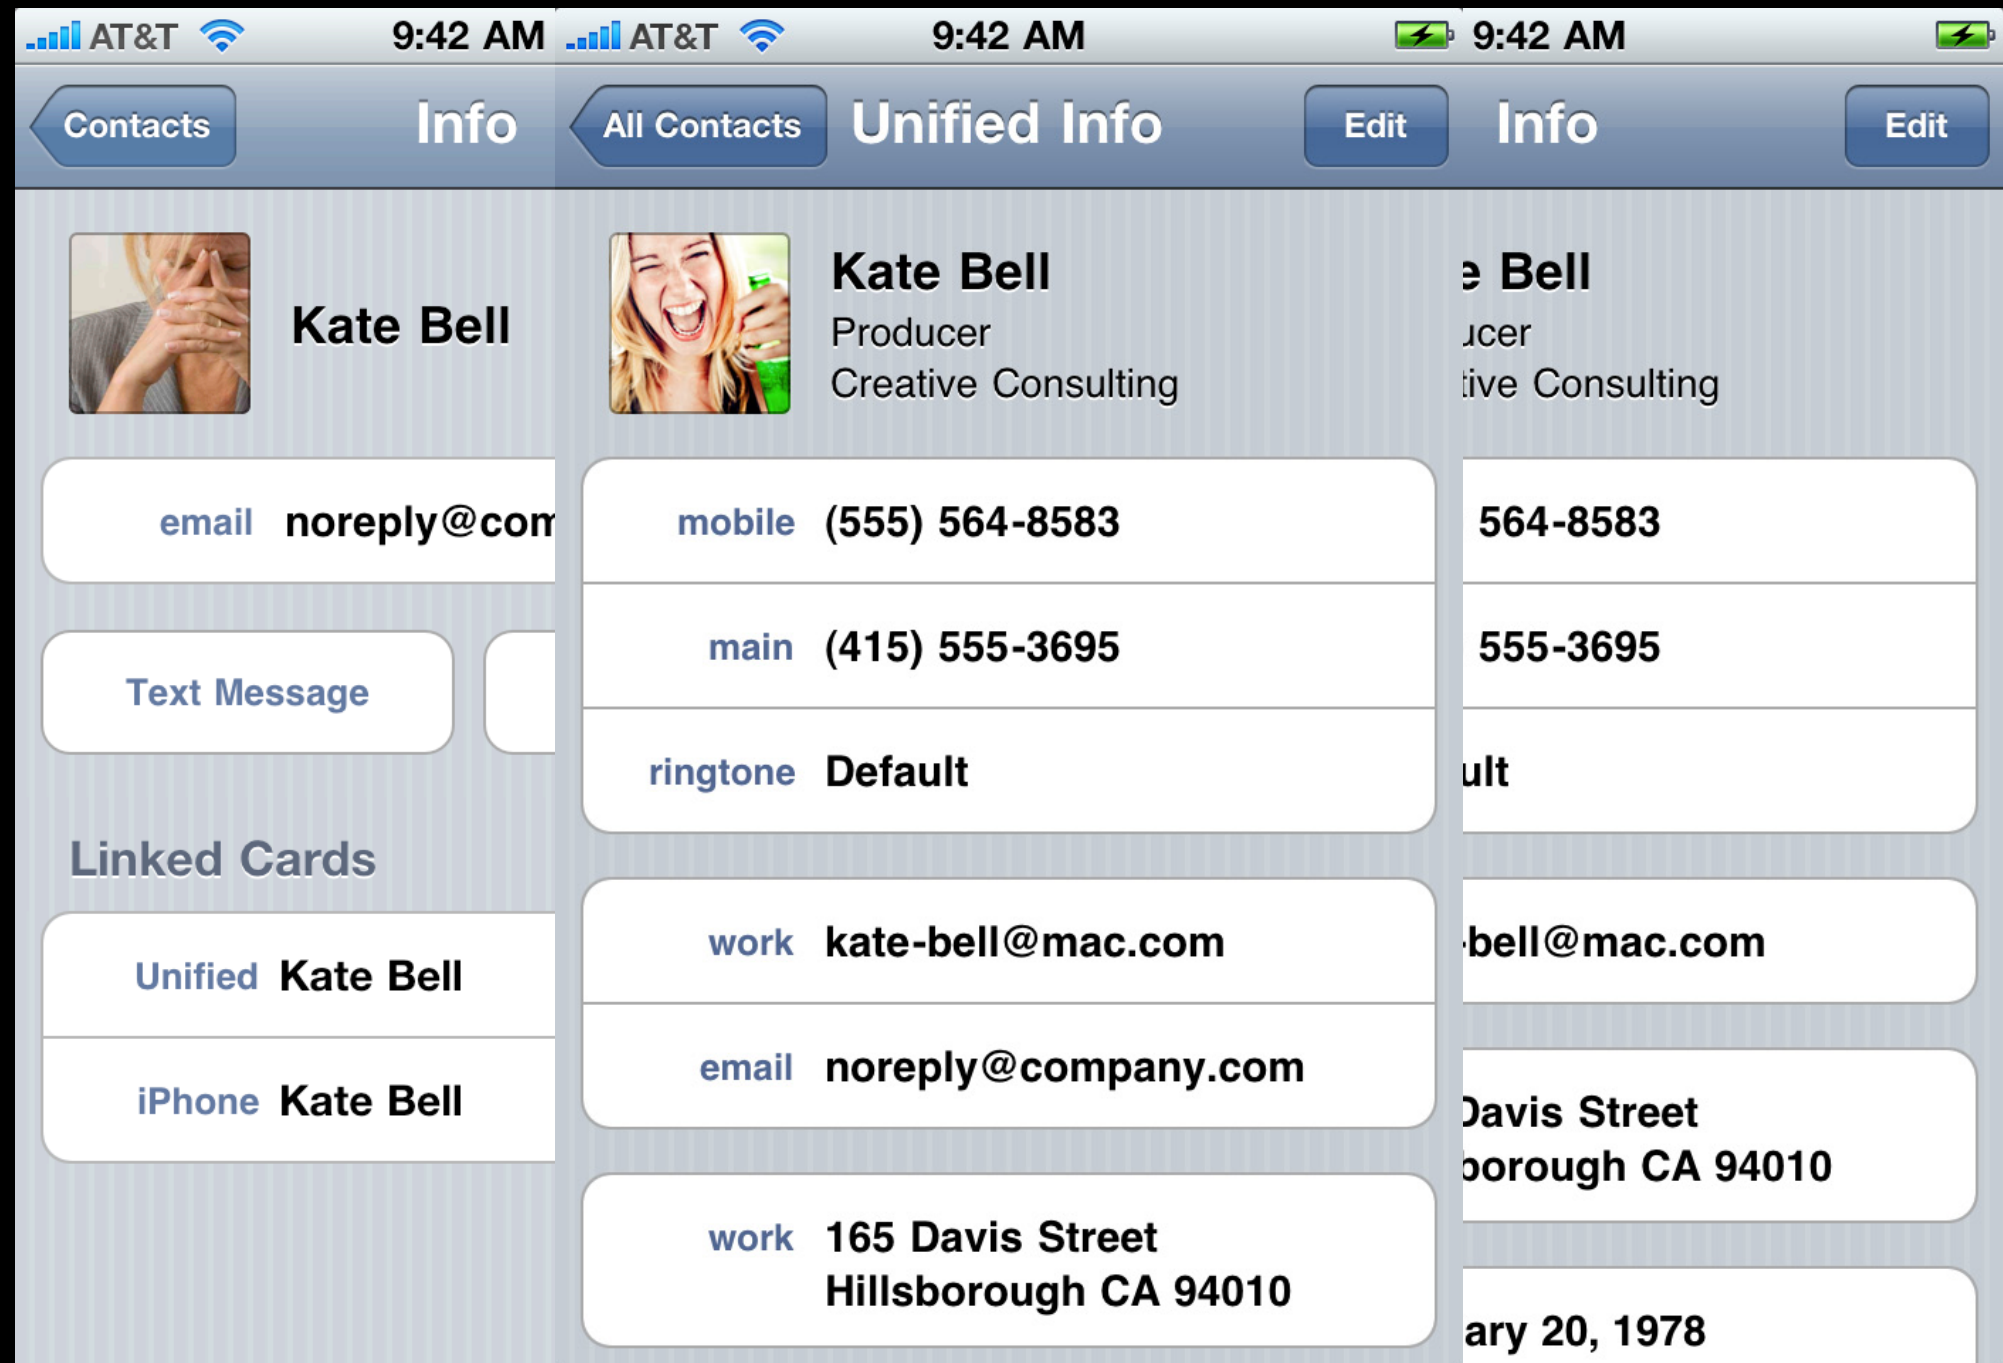 AT&T 9:42 AM
Contacts Info
Kate Bell
email noreply@com
Text Message
Linked Cards
Unified Kate Bell
iPhone Kate Bell
AT&T 9:42 AM
All Contacts Unified Info Edit
Kate Bell
Producer
Creative Consulting
mobile (555) 564-8583
main (415) 555-3695
ringtone Default
work kate-bell@mac.com
email noreply@company.com
work 165 Davis Street
Hillsborough CA 94010
9:42 AM
Info Edit
e Bell
ucer
tive Consulting
564-8583
555-3695
ult
-bell@mac.com
Davis Street
borough CA 94010
ary 20, 1978